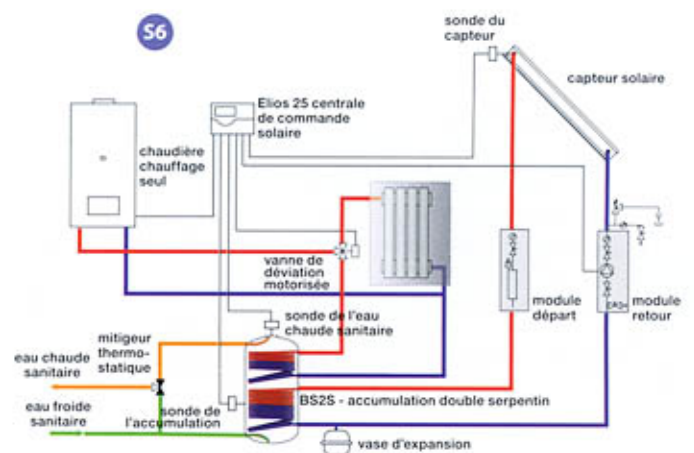 S6
sonde du
capteur
capteur solaire
Elios 25 centrale
de commande
solaire
chaudière
chauffage
seul
vanne de
déviation
motorisée
module
départ
module
retour
sonde de l'eau
chaude sanitaire
mitigeur
thermo-
statique
eau chaude
sanitaire
BS2S - accumulation double serpentin
eau froide
sanitaire
sonde de
l'accumulation
vase d'expansion